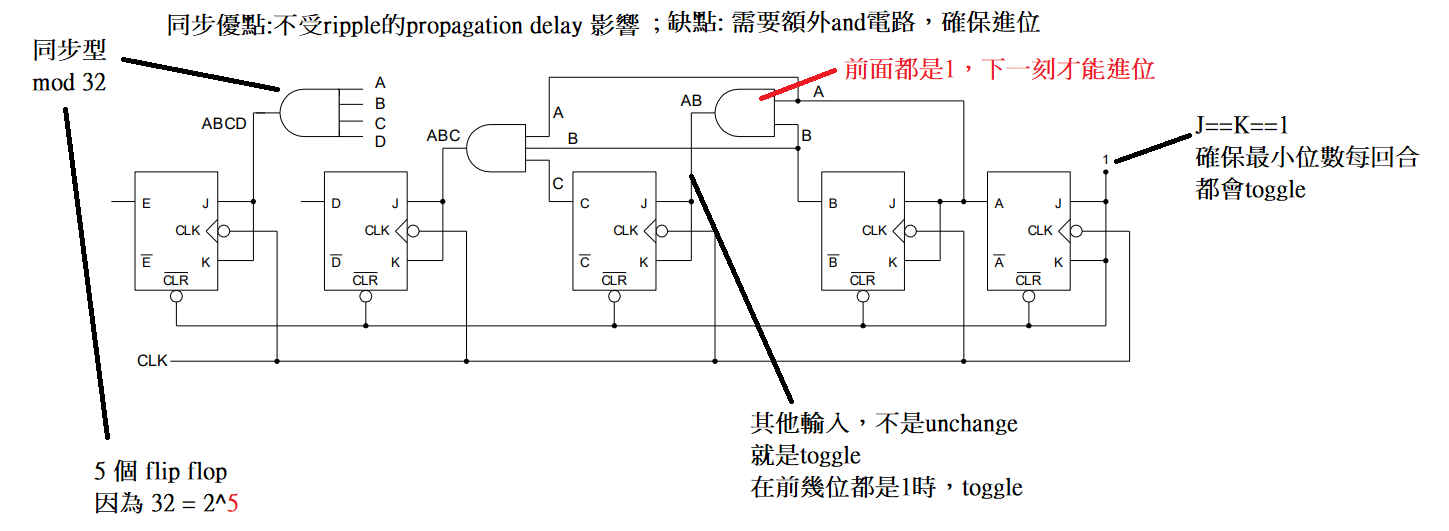 同步優點:不受ripple的propagation delay 影響 ; 缺點: 需要額外and電路，確保進位
同步型
mod 32
前面都是1，下一刻才能進位
A
B
C
D
ABCD
ABC
A
B
C
AB
A
B
J==K==1
確保最小位數每回合
都會toggle
1
E J
CLK
E̅ K
C̅L̅R̅
D J
CLK
D̅ K
C̅L̅R̅
C J
CLK
C̅ K
C̅L̅R̅
B J
CLK
B̅ K
C̅L̅R̅
A J
CLK
A̅ K
C̅L̅R̅
CLK
其他輸入，不是unchange
就是toggle
在前幾位都是1時，toggle
5 個 flip flop
因為 32 = 2^5